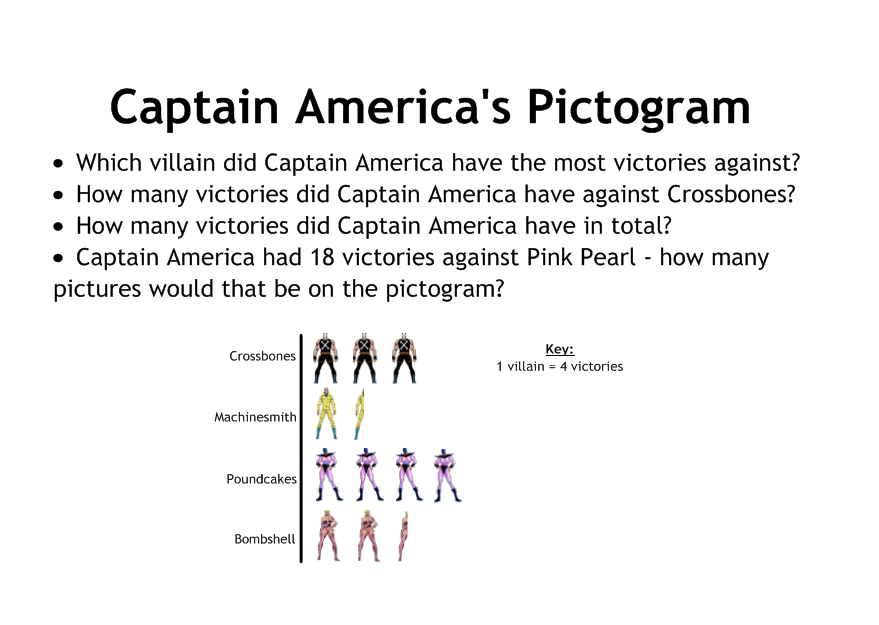 Captain America's Pictogram
• Which villain did Captain America have the most victories against?
• How many victories did Captain America have against Crossbones?
• How many victories did Captain America have in total?
• Captain America had 18 victories against Pink Pearl - how many
pictures would that be on the pictogram?
Key:
1 villain = 4 victories
Crossbones
Machinesmith
Poundcakes
Bombshell